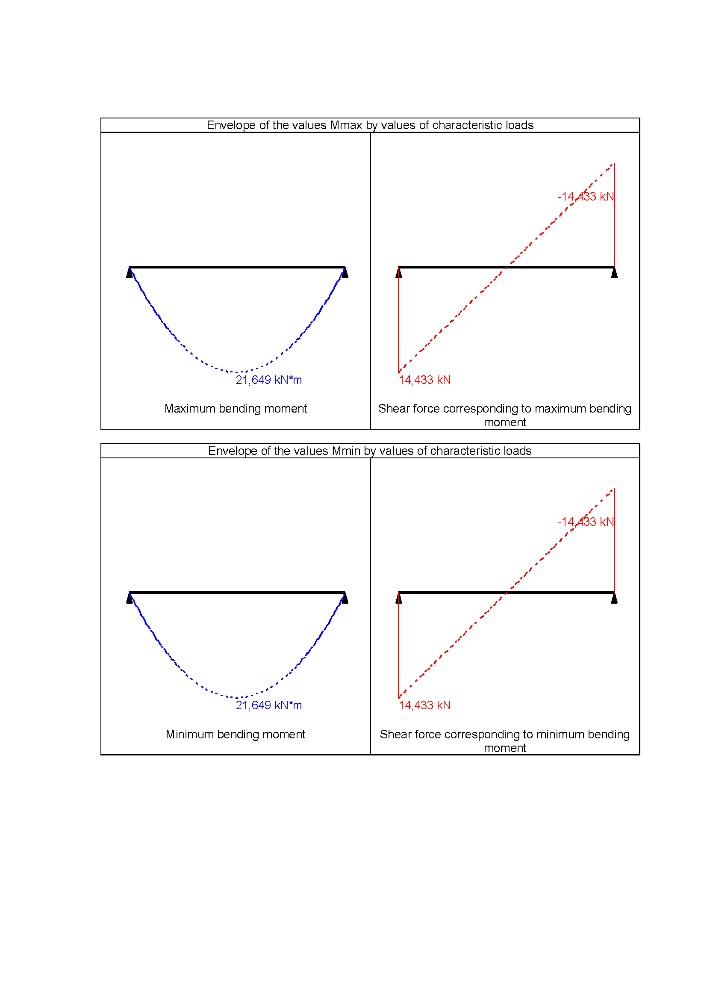 Envelope of the values Mmax by values of characteristic loads
-14,433 kN
21,649 kN*m
14,433 kN
Maximum bending moment
Shear force corresponding to maximum bending
moment
Envelope of the values Mmin by values of characteristic loads
-14,433 kN
21,649 kN*m
14,433 kN
Minimum bending moment
Shear force corresponding to minimum bending
moment